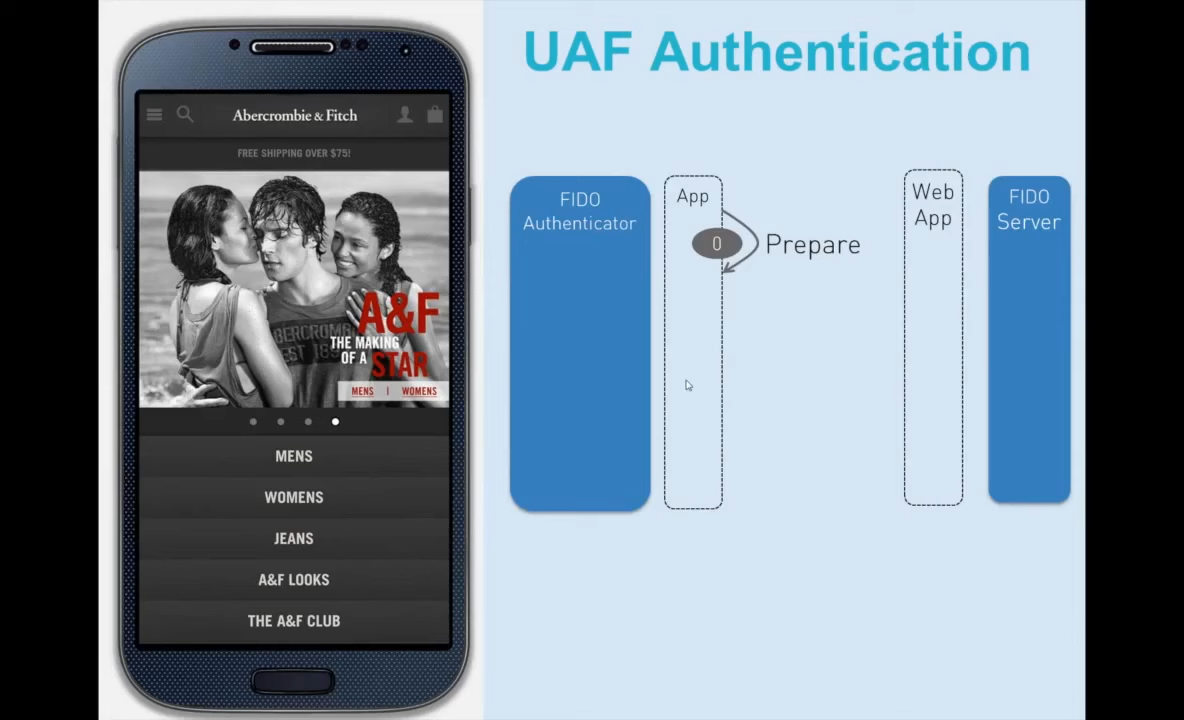 UAF Authentication
Abercrombie & Fitch
FREE SHIPPING OVER $75!
A&F
THE MAKING
OF A STAR
MENS | WOMENS
MENS
WOMENS
JEANS
A&F LOOKS
THE A&F CLUB
FIDO
Authenticator
App
0
Prepare
Web
App
FIDO
Server